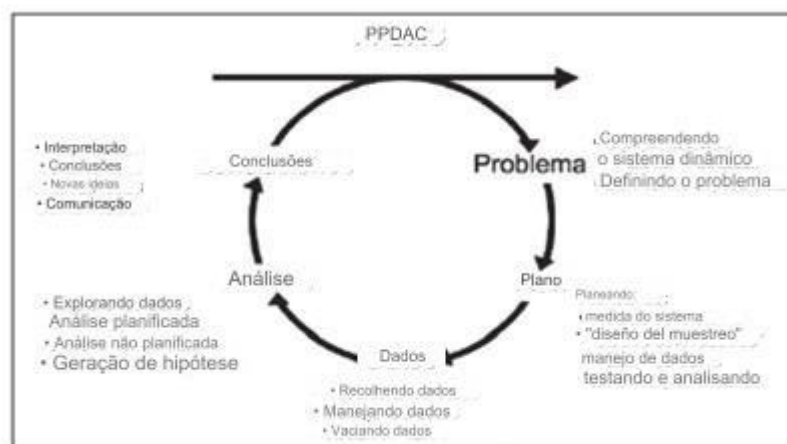 PPDAC
• Interpretação
• Conclusões
• Novas ideias
• Comunicação
Conclusões
Problema
Compreendendo
o sistema dinâmico
Definindo o problema
Análise
Plano
• Explorando dados
Análise planificada
• Análise não planificada
• Geração de hipótese
Dados
• Recolhendo dados
• Manejando dados
• Vaciando dados
Planeando:
medida do sistema
• "diseño del muestreo"
manejo de dados
testando e analisando